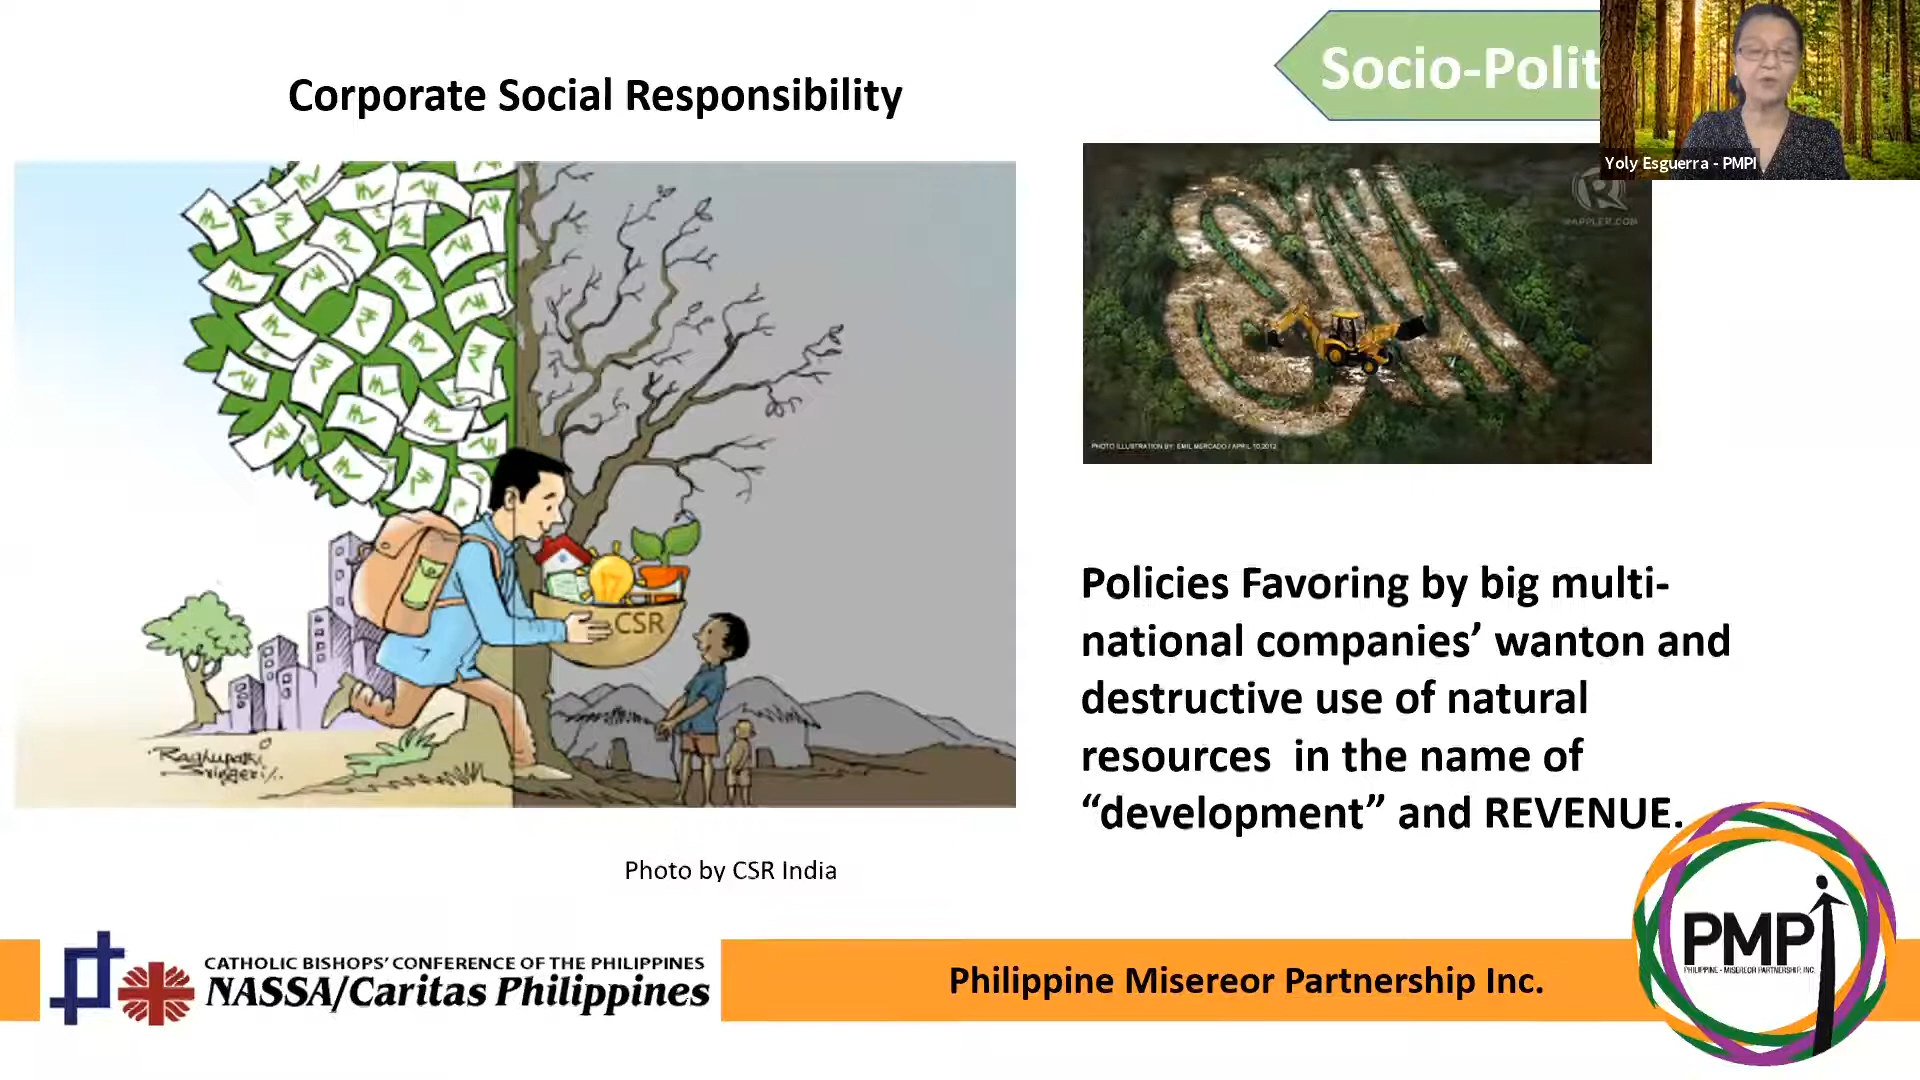 Corporate Social Responsibility
Socio-Polit
Yoly Esguerra - PMPI
RAPPLER.COM
PHOTO ILLUSTRATION BY: EMIL MERCADO / APRIL 10,2012
CSR
Policies Favoring by big multi-
national companies’ wanton and
destructive use of natural
resources in the name of
“development” and REVENUE.
Photo by CSR India
CATHOLIC BISHOPS’ CONFERENCE OF THE PHILIPPINES
NASSA/Caritas Philippines
Philippine Misereor Partnership Inc.
PMPI
PHILIPPINE - MISEREOR PARTNERSHIP, INC.